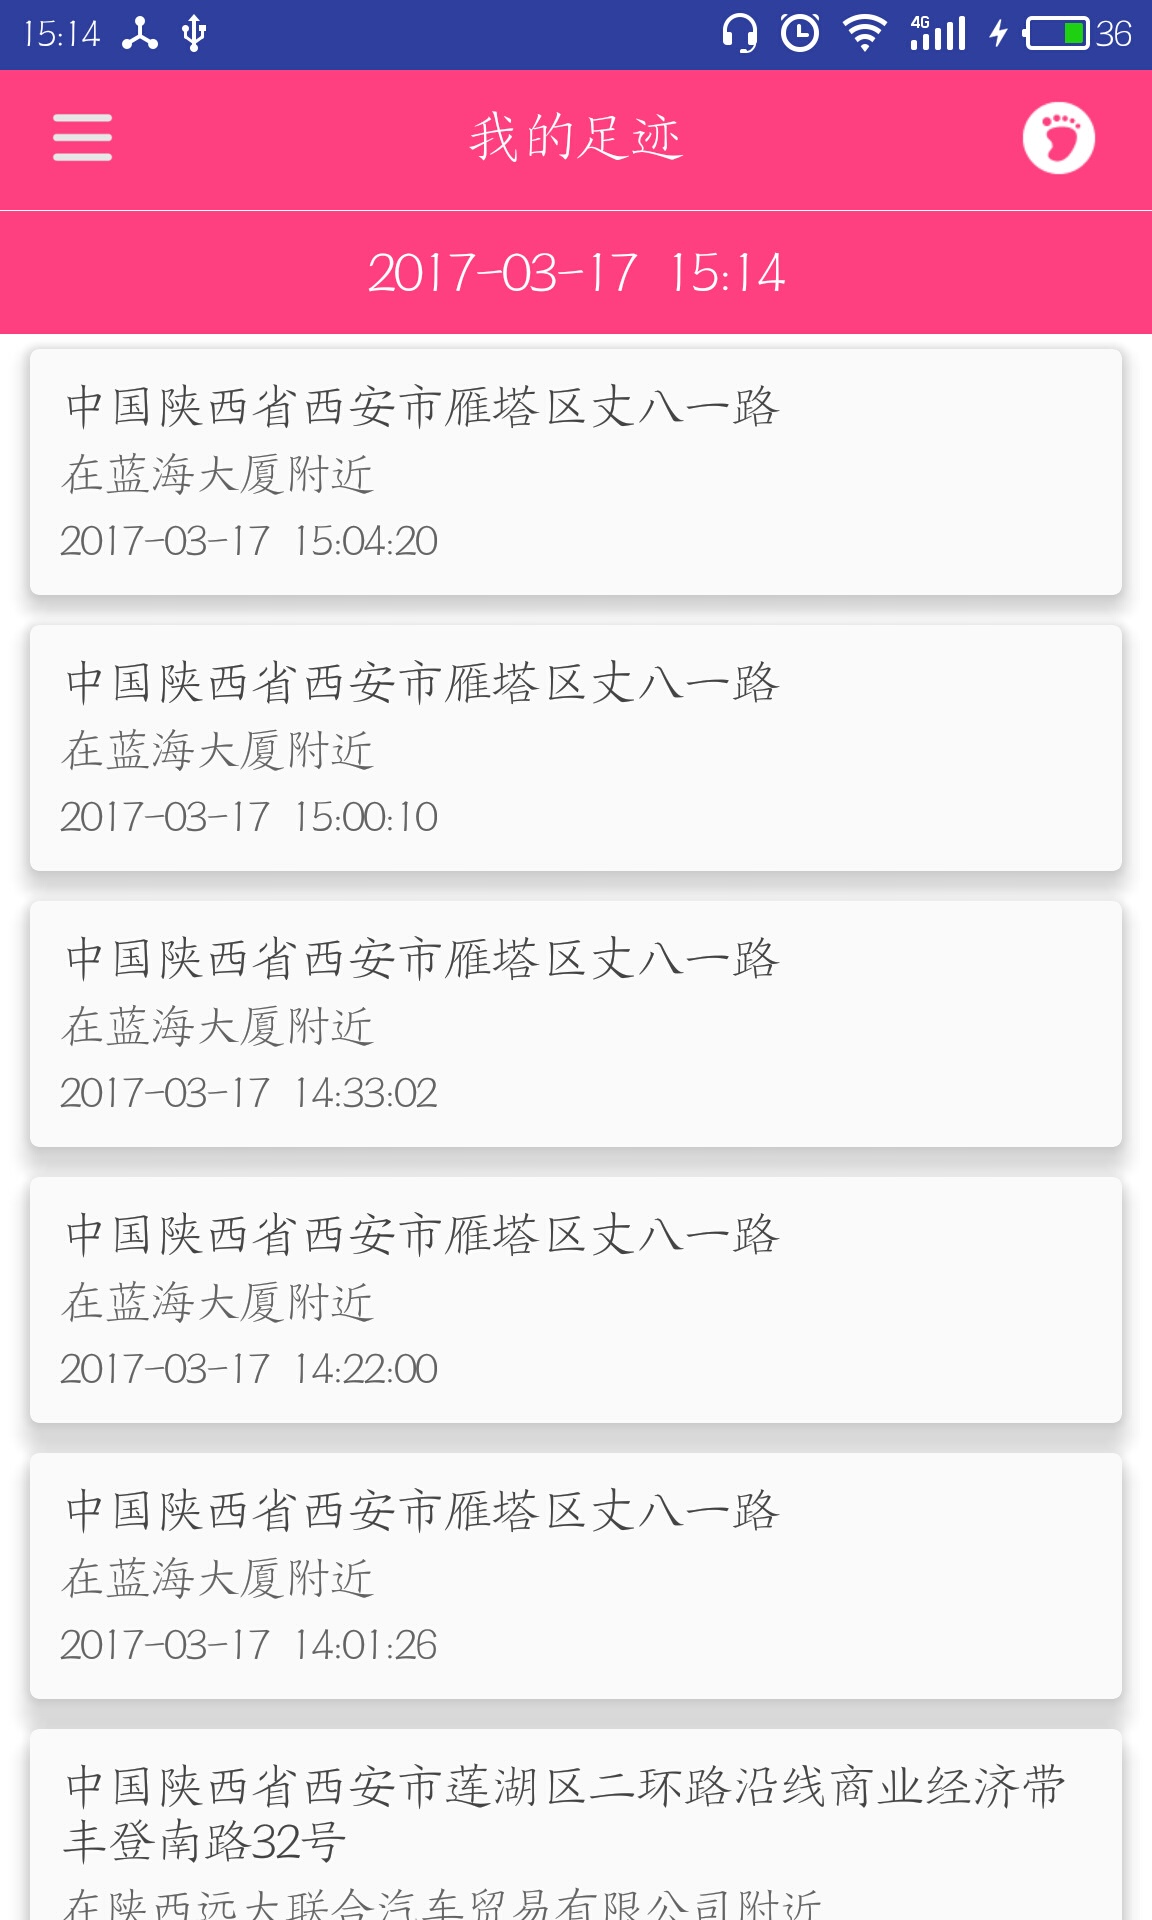 15:14 4G 36
我的足迹
2017-03-17 15:14
中国陕西省西安市雁塔区丈八一路
在蓝海大厦附近
2017-03-17 15:04:20
中国陕西省西安市雁塔区丈八一路
在蓝海大厦附近
2017-03-17 15:00:10
中国陕西省西安市雁塔区丈八一路
在蓝海大厦附近
2017-03-17 14:33:02
中国陕西省西安市雁塔区丈八一路
在蓝海大厦附近
2017-03-17 14:22:00
中国陕西省西安市雁塔区丈八一路
在蓝海大厦附近
2017-03-17 14:01:26
中国陕西省西安市莲湖区二环路沿线商业经济带
丰登南路32号
在陕西远大联合汽车贸易有限公司附近